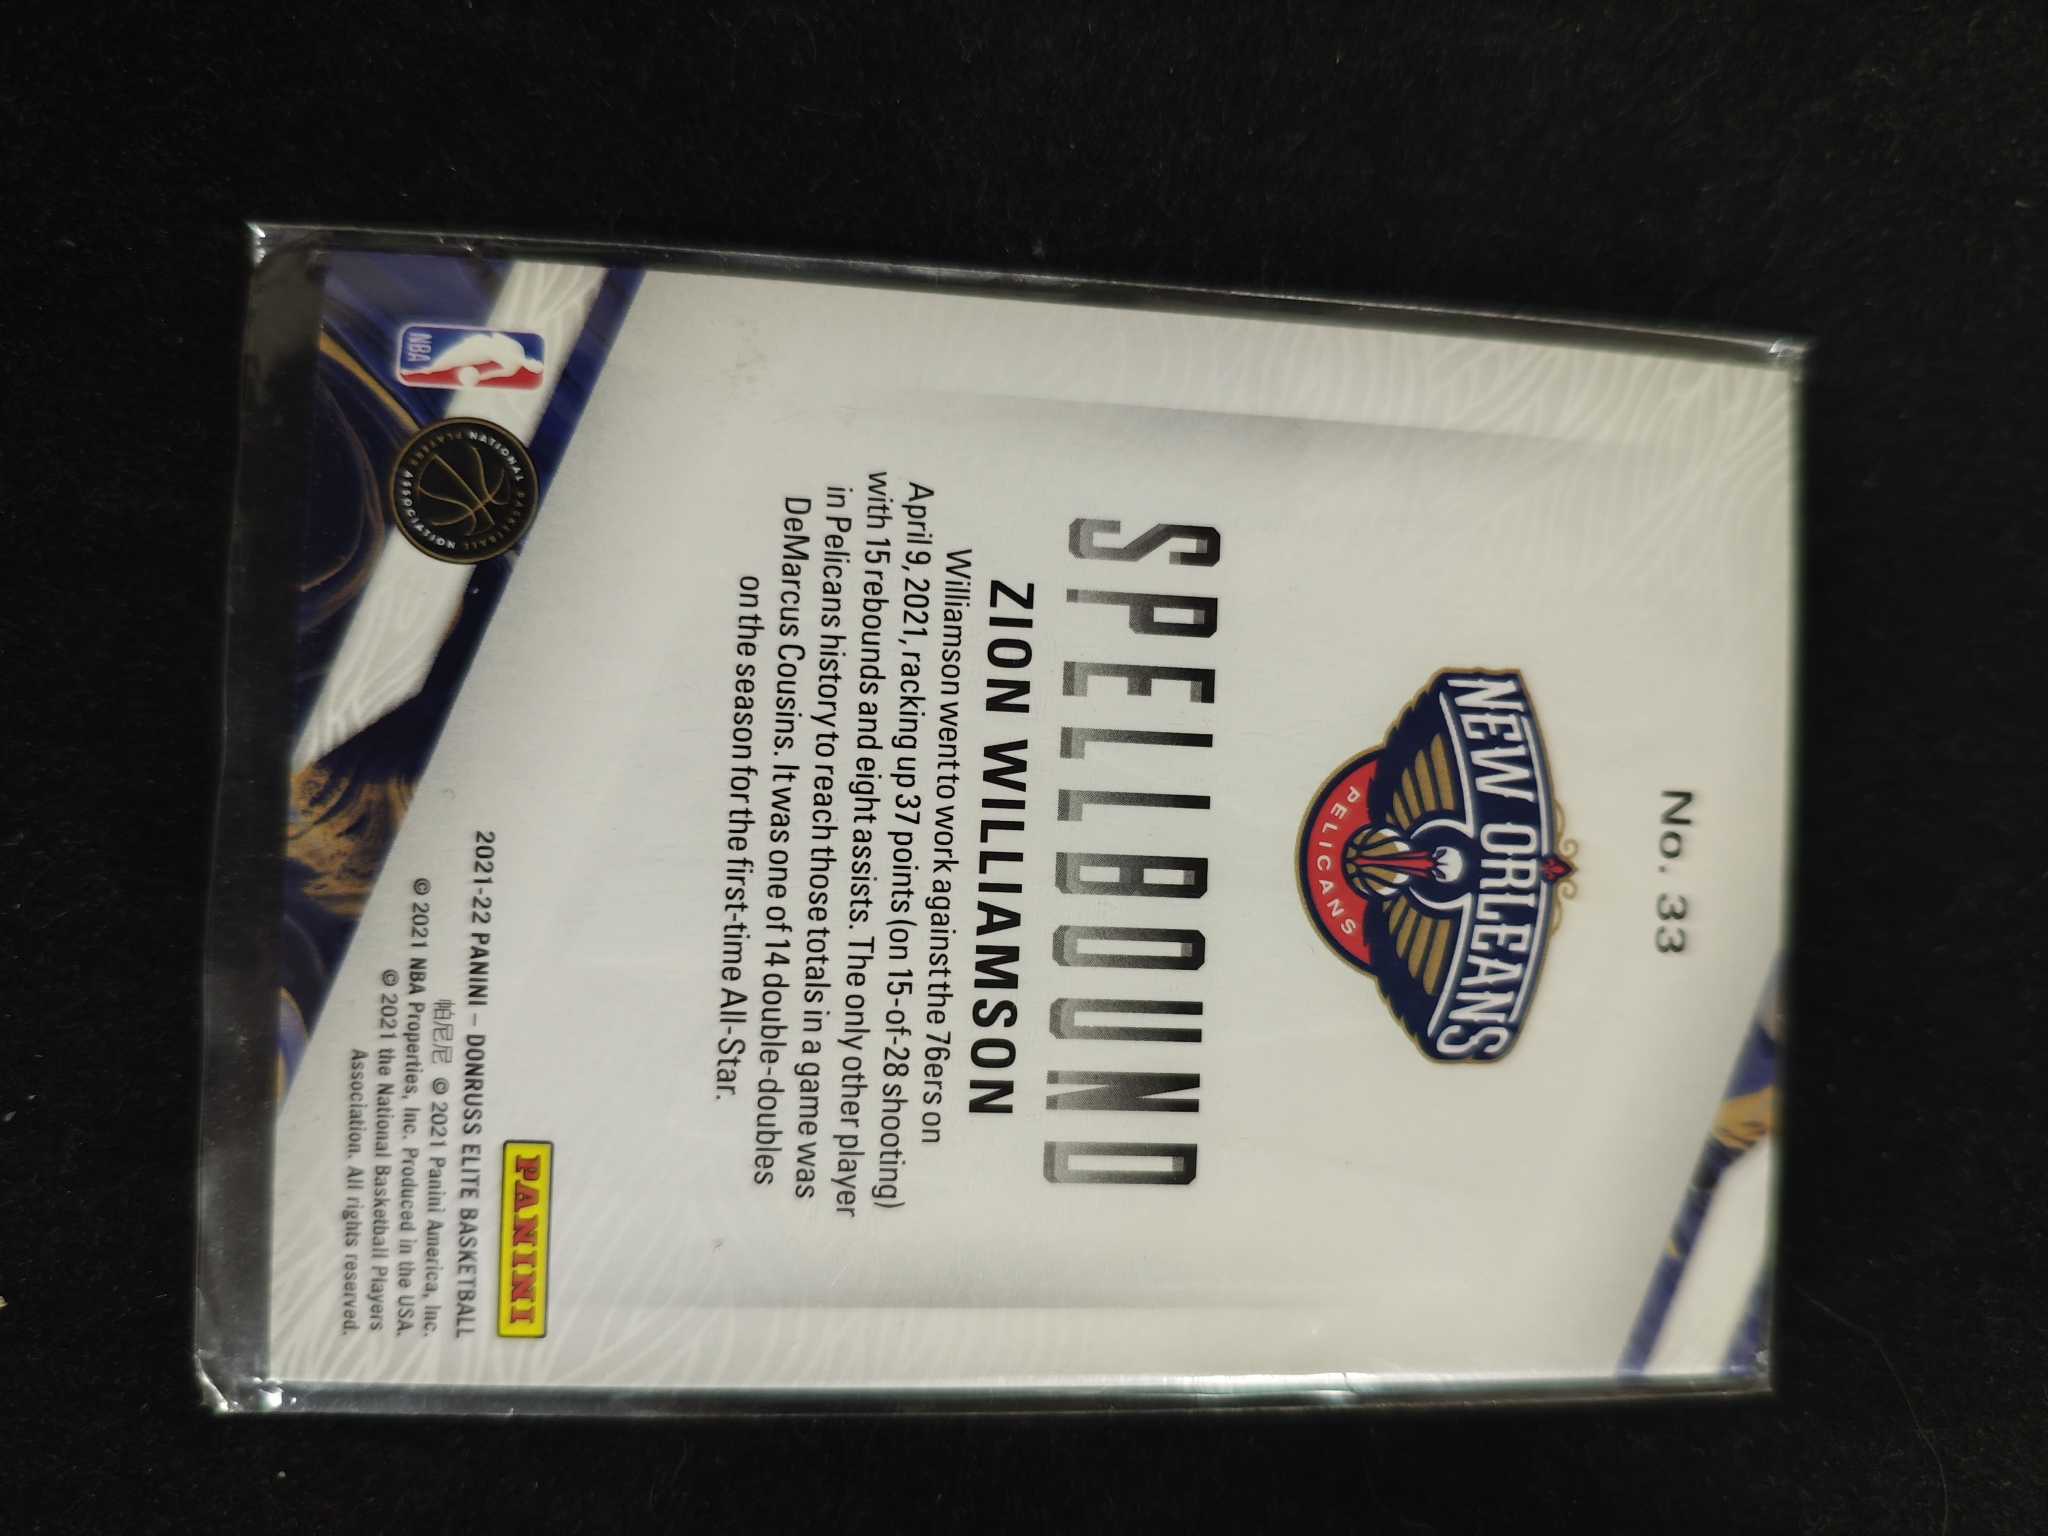 No. 33
NEW ORLEANS
PELICANS
SPELLBOUND
ZION WILLIAMSON
Williamson went to work against the 76ers on
April 9, 2021, racking up 37 points (on 15-of-28 shooting)
with 15 rebounds and eight assists. The only other player
in Pelicans history to reach those totals in a game was
DeMarcus Cousins. It was one of 14 double-doubles
on the season for the first-time All-Star.
PANINI
2021-22 PANINI – DONRUSS ELITE BASKETBALL
帕尼尼 © 2021 Panini America, Inc.
© 2021 NBA Properties, Inc. Produced in the USA.
© 2021 the National Basketball Players
Association. All rights reserved.
NBA
NATIONAL BASKETBALL
PLAYERS ASSOCIATION